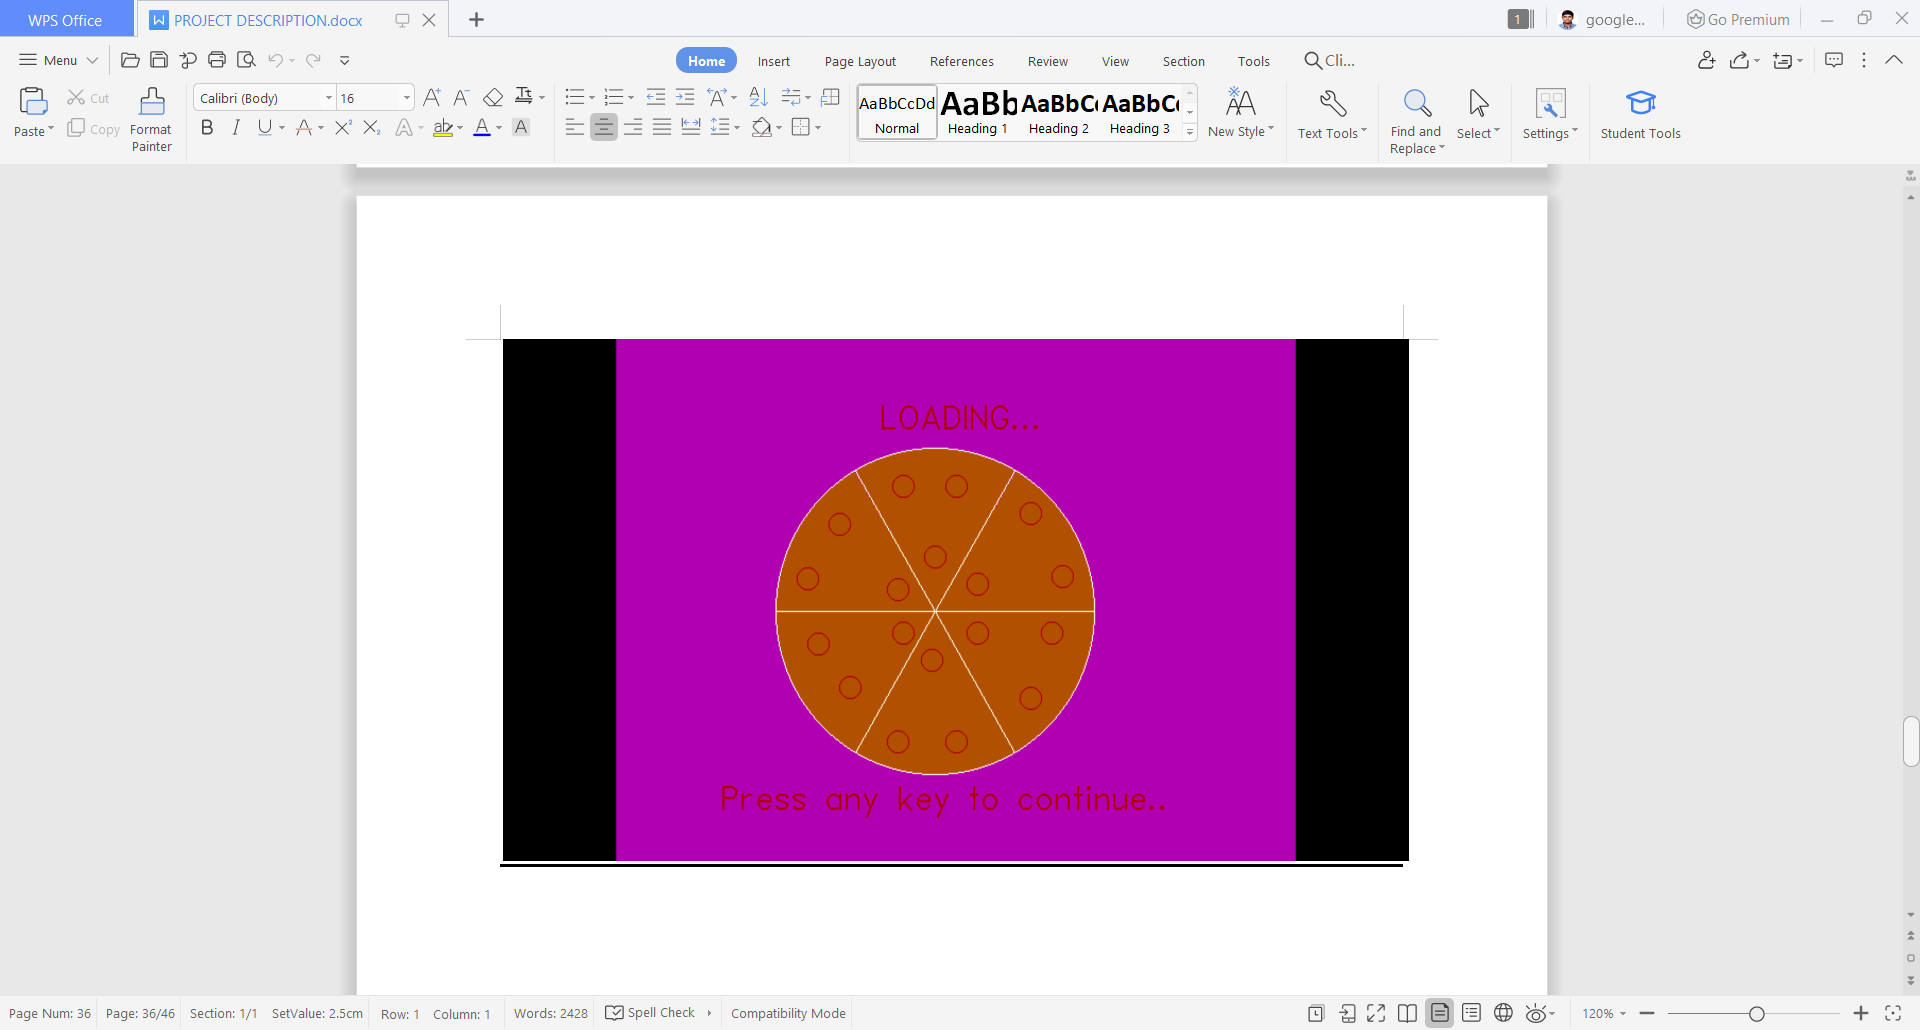 WPS Office
PROJECT DESCRIPTION.docx
1
google...
Go Premium
Menu
Home
Insert
Page Layout
References
Review
View
Section
Tools
Cli...
Paste
Cut
Copy
Format
Painter
Calibri (Body)
16
AaBbCcDd
Normal
AaBb
Heading 1
AaBbC
Heading 2
AaBbC
Heading 3
New Style
Text Tools
Find and
Replace
Select
Settings
Student Tools
LOADING...
Press any key to continue..
Page Num: 36
Page: 36/46
Section: 1/1
SetValue: 2.5cm
Row: 1
Column: 1
Words: 2428
Spell Check
Compatibility Mode
120%